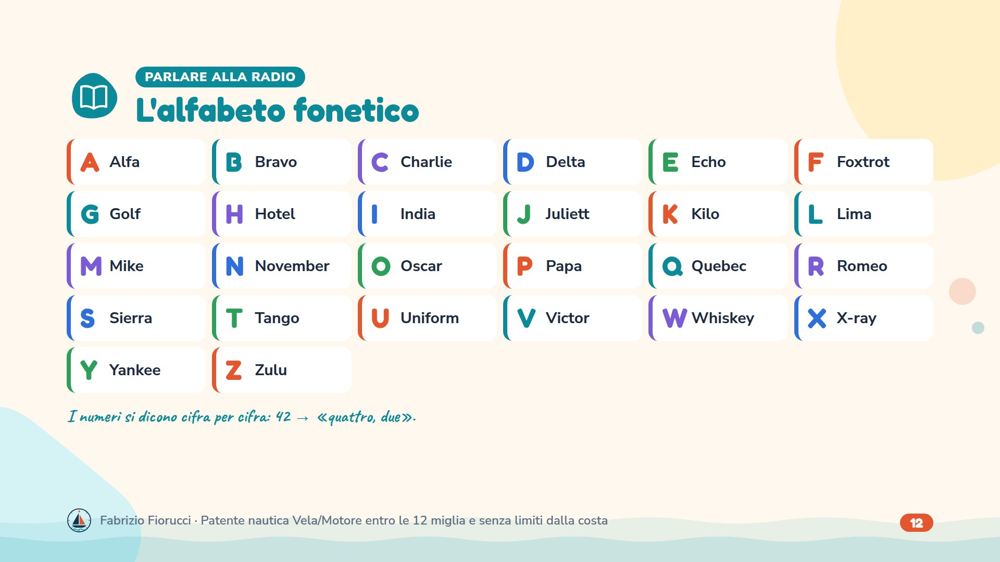 PARLARE ALLA RADIO
L'alfabeto fonetico
A Alfa
B Bravo
C Charlie
D Delta
E Echo
F Foxtrot
G Golf
H Hotel
I India
J Juliett
K Kilo
L Lima
M Mike
N November
O Oscar
P Papa
Q Quebec
R Romeo
S Sierra
T Tango
U Uniform
V Victor
W Whiskey
X X-ray
Y Yankee
Z Zulu
I numeri si dicono cifra per cifra: 42 → «quattro, due».
Fabrizio Fiorucci · Patente nautica Vela/Motore entro le 12 miglia e senza limiti dalla costa
12